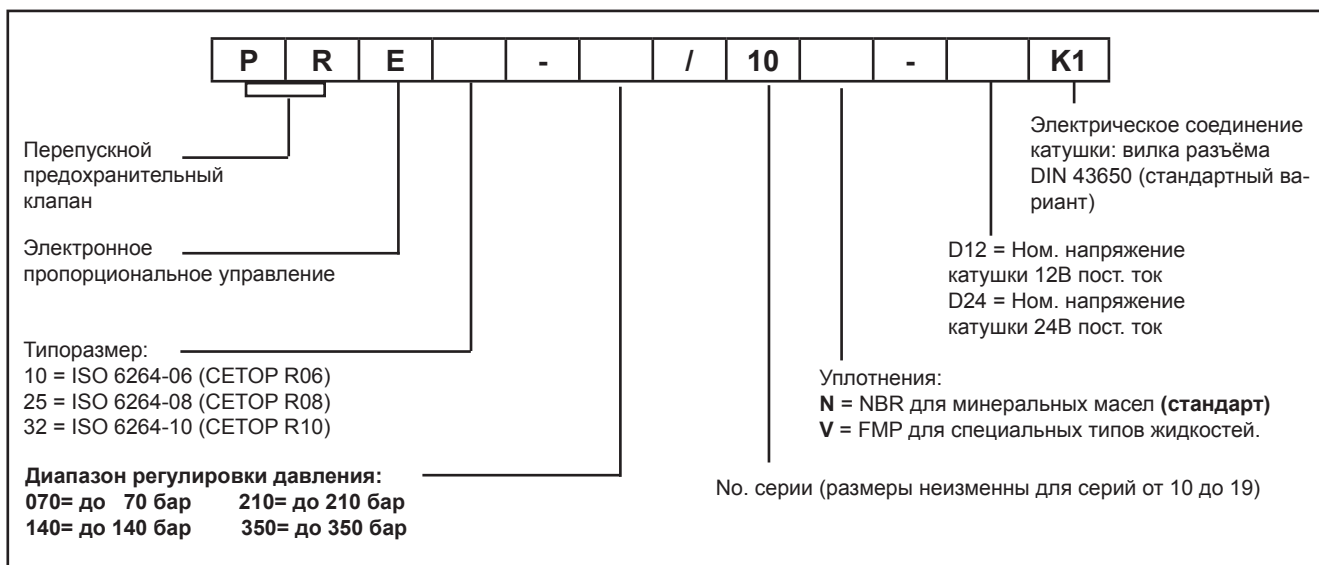 P R E - / 10 - K1
Перепускной
предохранительный
клапан
Электронное
пропорциональное управление
Типоразмер:
10 = ISO 6264-06 (CETOP R06)
25 = ISO 6264-08 (CETOP R08)
32 = ISO 6264-10 (CETOP R10)
Диапазон регулировки давления:
070= до 70 бар 210= до 210 бар
140= до 140 бар 350= до 350 бар
Электрическое соединение
катушки: вилка разъёма
DIN 43650 (стандартный ва-
риант)
D12 = Ном. напряжение
катушки 12В пост. ток
D24 = Ном. напряжение
катушки 24В пост. ток
Уплотнения:
N = NBR для минеральных масел (стандарт)
V = FMP для специальных типов жидкостей.
No. серии (размеры неизменны для серий от 10 до 19)